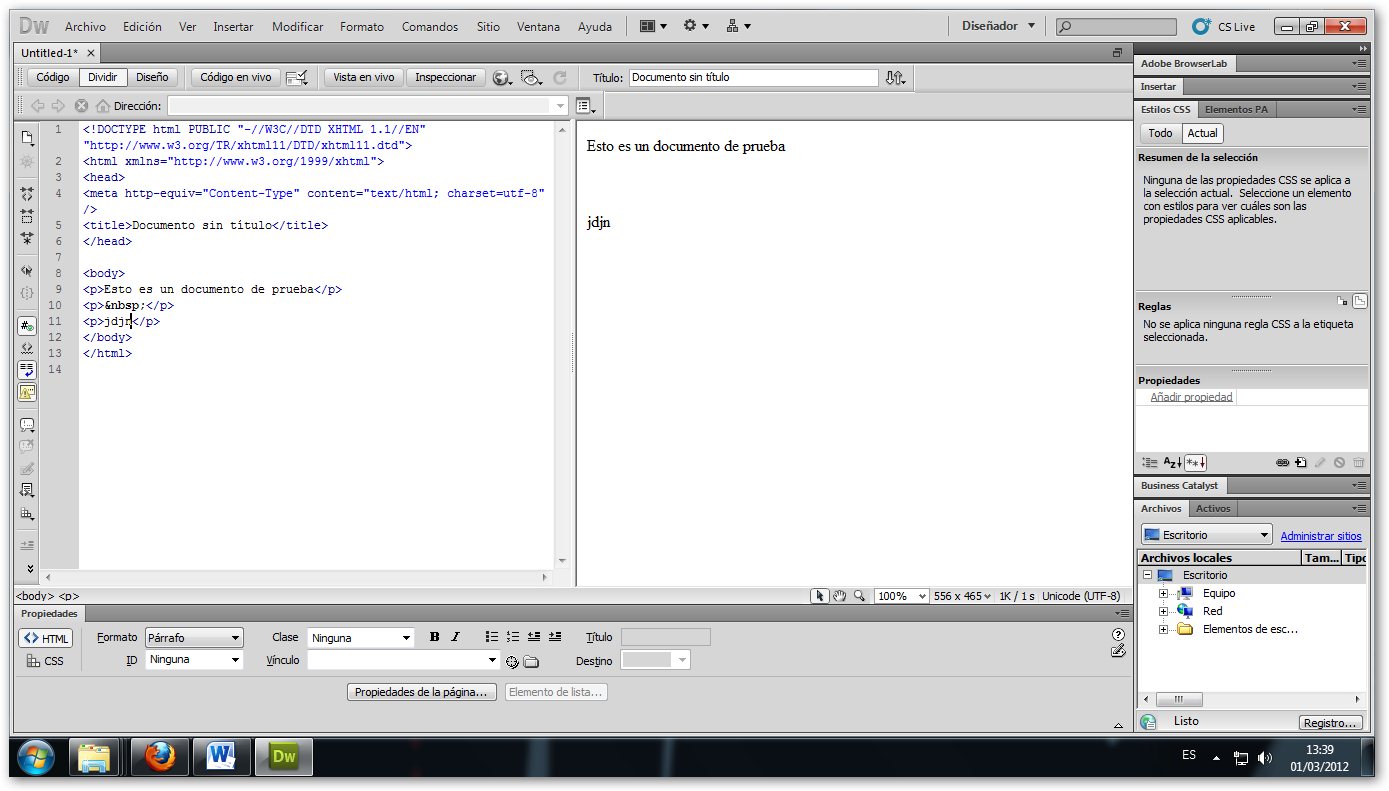 Dw Archivo Edición Ver Insertar Modificar Formato Comandos Sitio Ventana Ayuda Diseñador CS Live
Untitled-1*
Código Dividir Diseño Código en vivo Vista en vivo Inspeccionar Título: Documento sin título
Dirección:
1 <!DOCTYPE html PUBLIC "-//W3C//DTD XHTML 1.1//EN"
"http://www.w3.org/TR/xhtml11/DTD/xhtml11.dtd">
2 <html xmlns="http://www.w3.org/1999/xhtml">
3 <head>
4 <meta http-equiv="Content-Type" content="text/html; charset=utf-8"
/>
5 <title>Documento sin título</title>
6 </head>
7
8 <body>
9 <p>Esto es un documento de prueba</p>
10 <p>&nbsp;</p>
11 <p>jdjn</p>
12 </body>
13 </html>
14
Esto es un documento de prueba
jdjn
<body> <p>
100% 556 x 465 1K / 1 s Unicode (UTF-8)
Adobe BrowserLab
Insertar
Estilos CSS Elementos PA
Todo Actual
Resumen de la selección
Ninguna de las propiedades CSS se aplica a
la selección actual. Seleccione un elemento
con estilos para ver cuáles son las
propiedades CSS aplicables.
Reglas
No se aplica ninguna regla CSS a la etiqueta
seleccionada.
Propiedades
Añadir propiedad
Business Catalyst
Archivos Activos
Escritorio Administrar sitios
Archivos locales Tam... Tipo
Escritorio
Equipo
Red
Elementos de esc...
Listo Registro...
Propiedades
HTML Formato Párrafo Clase Ninguna B I Título
CSS ID Ninguna Vínculo Destino
Propiedades de la página... Elemento de lista...
Dw ES 13:39
01/03/2012